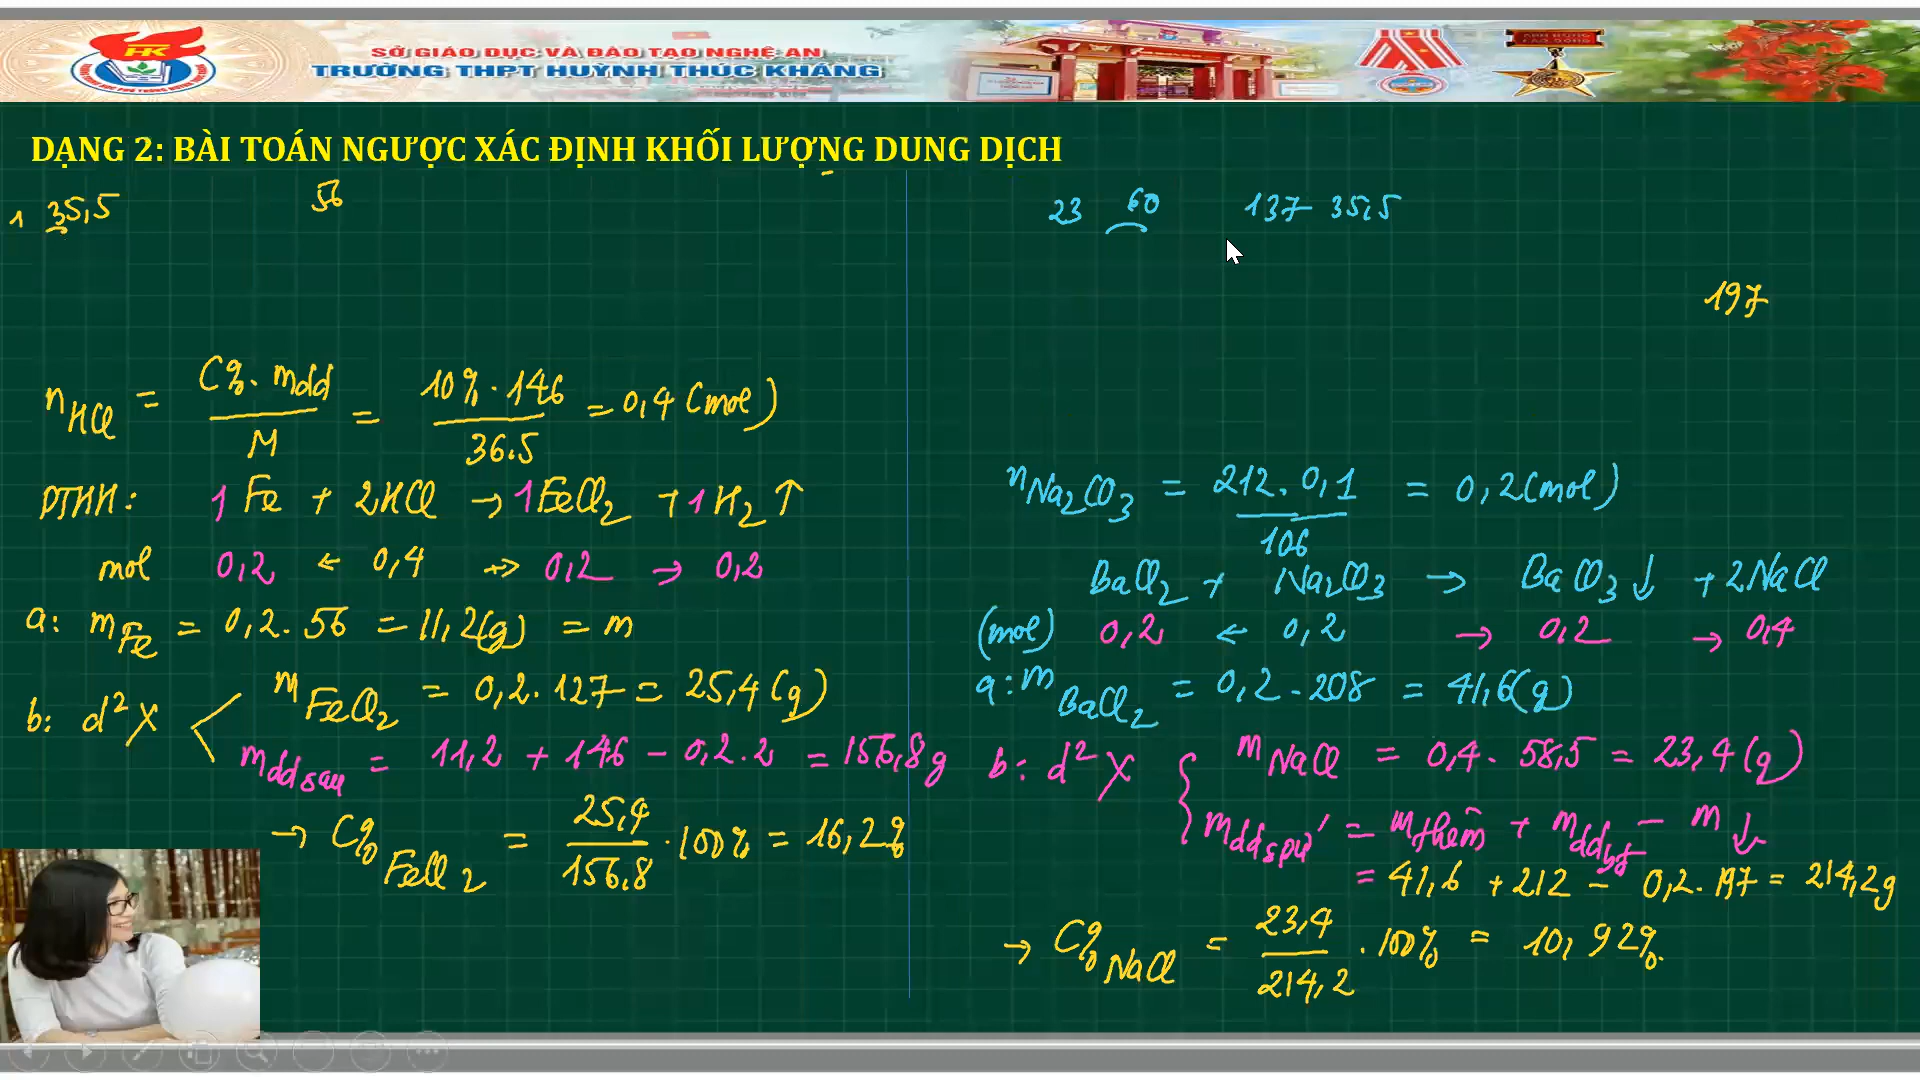 HK
SỞ GIÁO DỤC VÀ ĐÀO TẠO NGHỆ AN
TRƯỜNG THPT HUỲNH THÚC KHÁNG
DẠNG 2: BÀI TOÁN NGƯỢC XÁC ĐỊNH KHỐI LƯỢNG DUNG DỊCH
1 35,5 56
n HCl = C%. mdd / M = 10%. 146 / 36.5 = 0,4 (mol)
PTHH: 1 Fe + 2HCl → 1 FeCl2 + 1 H2 ↑
mol 0,2 ← 0,4 → 0,2 → 0,2
a: mFe = 0,2. 56 = 11,2(g) = m
b: d² X mFeCl2 = 0,2. 127 = 25,4 (g)
mdd sau = 11,2 + 146 - 0,2. 2 = 156,8g
→ C% FeCl2 = 25,4 / 156,8 . 100% = 16,2%
23 60 137 35,5
197
nNa2CO3 = 212. 0,1 / 106 = 0,2(mol)
BaCl2 + Na2CO3 → BaCO3 ↓ + 2NaCl
(mol) 0,2 ← 0,2 → 0,2 → 0,4
a: m BaCl2 = 0,2. 208 = 41,6(g)
b: d² X mNaCl = 0,4. 58,5 = 23,4 (g)
mdd spư = mthêm + mddbđ - m↓
= 41,6 + 212 - 0,2. 197 = 214,2g
→ C% NaCl = 23,4 / 214,2 . 100% = 10,92%.